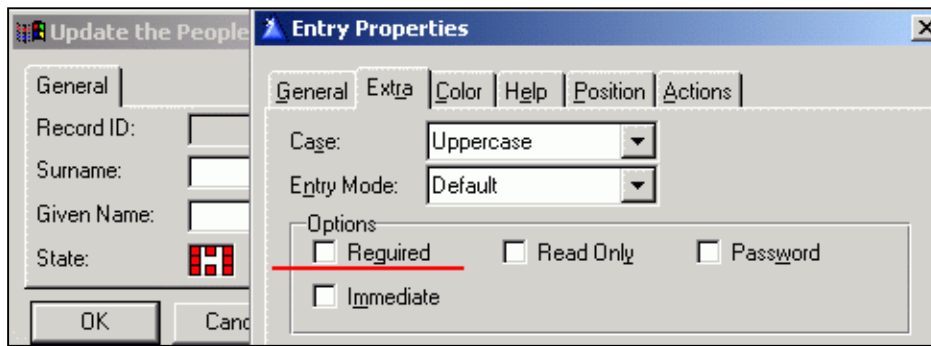 Update the People
General
Record ID:
Surname:
Given Name:
State:
OK
Canc
Entry Properties
General Extra Color Help Position Actions
Case: Uppercase
Entry Mode: Default
Options
Required Read Only Password
Immediate